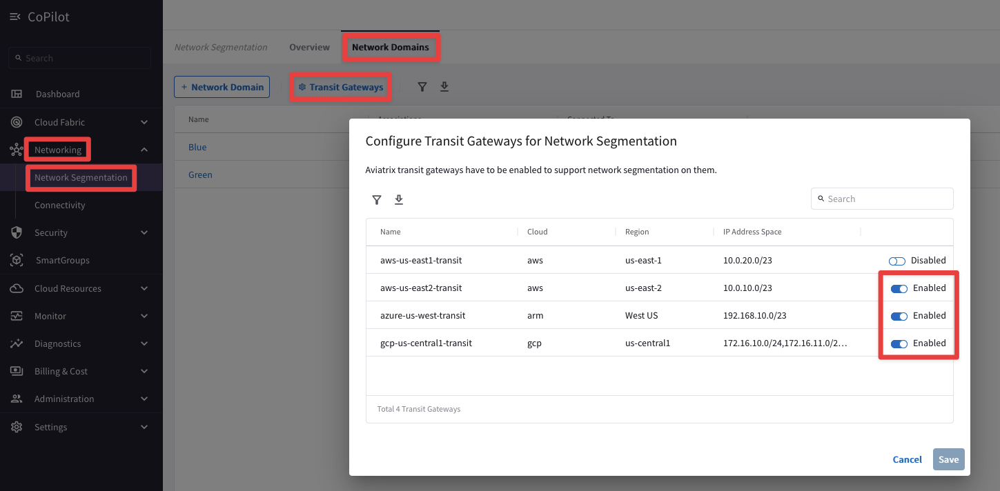 CoPilot
Search
Dashboard
Cloud Fabric
Networking
Network Segmentation
Connectivity
Security
SmartGroups
Cloud Resources
Monitor
Diagnostics
Billing & Cost
Administration
Settings
Network Segmentation Overview Network Domains
+ Network Domain Transit Gateways
Name Associations Connected To
Blue
Green
Configure Transit Gateways for Network Segmentation
Aviatrix transit gateways have to be enabled to support network segmentation on them.
Search
Name Cloud Region IP Address Space
aws-us-east1-transit aws us-east-1 10.0.20.0/23 Disabled
aws-us-east2-transit aws us-east-2 10.0.10.0/23 Enabled
azure-us-west-transit arm West US 192.168.10.0/23 Enabled
gcp-us-central1-transit gcp us-central1 172.16.10.0/24,172.16.11.0/2... Enabled
Total 4 Transit Gateways
Cancel Save